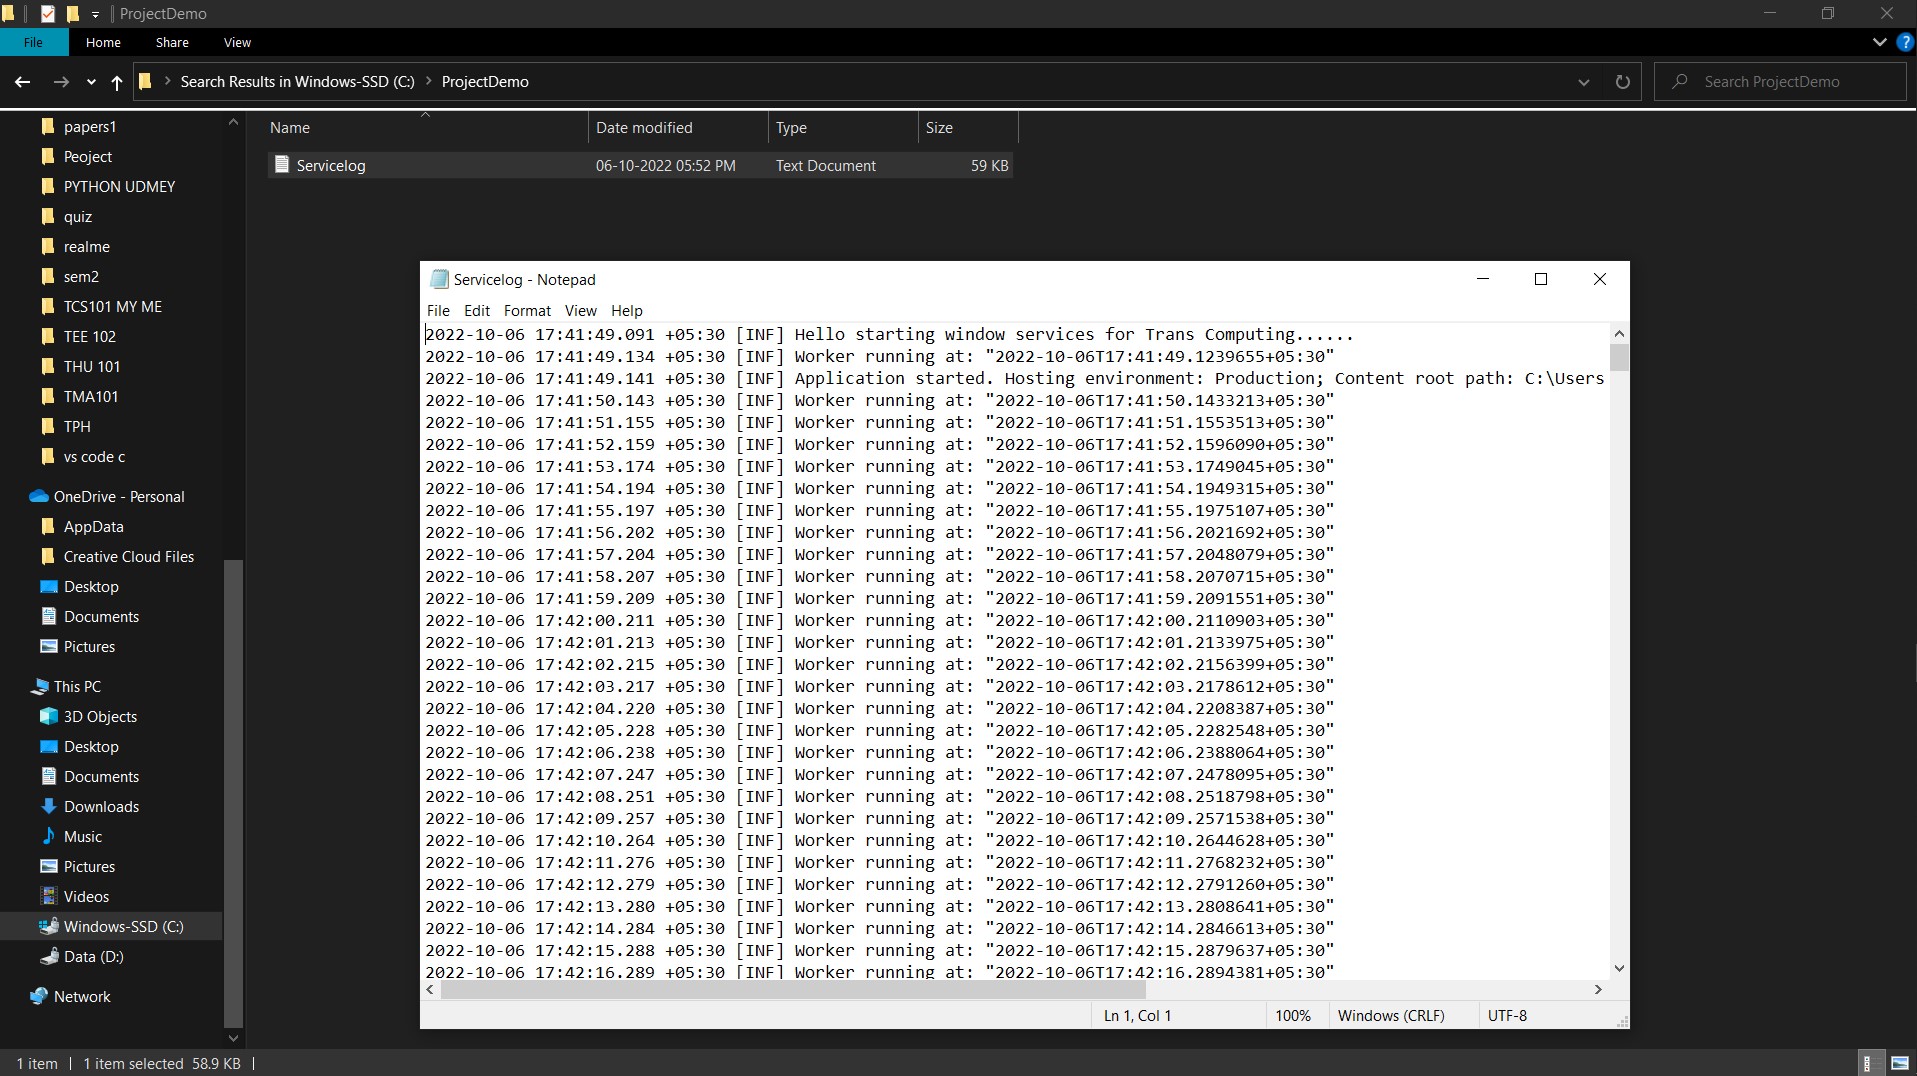 ProjectDemo
File Home Share View
Search Results in Windows-SSD (C:) ProjectDemo
Search ProjectDemo
papers1
Peoject
PYTHON UDMEY
quiz
realme
sem2
TCS101 MY ME
TEE 102
THU 101
TMA101
TPH
vs code c
OneDrive - Personal
AppData
Creative Cloud Files
Desktop
Documents
Pictures
This PC
3D Objects
Desktop
Documents
Downloads
Music
Pictures
Videos
Windows-SSD (C:)
Data (D:)
Network
Name Date modified Type Size
Servicelog 06-10-2022 05:52 PM Text Document 59 KB
Servicelog - Notepad
File Edit Format View Help
2022-10-06 17:41:49.091 +05:30 [INF] Hello starting window services for Trans Computing......
2022-10-06 17:41:49.134 +05:30 [INF] Worker running at: "2022-10-06T17:41:49.1239655+05:30"
2022-10-06 17:41:49.141 +05:30 [INF] Application started. Hosting environment: Production; Content root path: C:\Users
2022-10-06 17:41:50.143 +05:30 [INF] Worker running at: "2022-10-06T17:41:50.1433213+05:30"
2022-10-06 17:41:51.155 +05:30 [INF] Worker running at: "2022-10-06T17:41:51.1553513+05:30"
2022-10-06 17:41:52.159 +05:30 [INF] Worker running at: "2022-10-06T17:41:52.1596090+05:30"
2022-10-06 17:41:53.174 +05:30 [INF] Worker running at: "2022-10-06T17:41:53.1749045+05:30"
2022-10-06 17:41:54.194 +05:30 [INF] Worker running at: "2022-10-06T17:41:54.1949315+05:30"
2022-10-06 17:41:55.197 +05:30 [INF] Worker running at: "2022-10-06T17:41:55.1975107+05:30"
2022-10-06 17:41:56.202 +05:30 [INF] Worker running at: "2022-10-06T17:41:56.2021692+05:30"
2022-10-06 17:41:57.204 +05:30 [INF] Worker running at: "2022-10-06T17:41:57.2048079+05:30"
2022-10-06 17:41:58.207 +05:30 [INF] Worker running at: "2022-10-06T17:41:58.2070715+05:30"
2022-10-06 17:41:59.209 +05:30 [INF] Worker running at: "2022-10-06T17:41:59.2091551+05:30"
2022-10-06 17:42:00.211 +05:30 [INF] Worker running at: "2022-10-06T17:42:00.2110903+05:30"
2022-10-06 17:42:01.213 +05:30 [INF] Worker running at: "2022-10-06T17:42:01.2133975+05:30"
2022-10-06 17:42:02.215 +05:30 [INF] Worker running at: "2022-10-06T17:42:02.2156399+05:30"
2022-10-06 17:42:03.217 +05:30 [INF] Worker running at: "2022-10-06T17:42:03.2178612+05:30"
2022-10-06 17:42:04.220 +05:30 [INF] Worker running at: "2022-10-06T17:42:04.2208387+05:30"
2022-10-06 17:42:05.228 +05:30 [INF] Worker running at: "2022-10-06T17:42:05.2282548+05:30"
2022-10-06 17:42:06.238 +05:30 [INF] Worker running at: "2022-10-06T17:42:06.2388064+05:30"
2022-10-06 17:42:07.247 +05:30 [INF] Worker running at: "2022-10-06T17:42:07.2478095+05:30"
2022-10-06 17:42:08.251 +05:30 [INF] Worker running at: "2022-10-06T17:42:08.2518798+05:30"
2022-10-06 17:42:09.257 +05:30 [INF] Worker running at: "2022-10-06T17:42:09.2571538+05:30"
2022-10-06 17:42:10.264 +05:30 [INF] Worker running at: "2022-10-06T17:42:10.2644628+05:30"
2022-10-06 17:42:11.276 +05:30 [INF] Worker running at: "2022-10-06T17:42:11.2768232+05:30"
2022-10-06 17:42:12.279 +05:30 [INF] Worker running at: "2022-10-06T17:42:12.2791260+05:30"
2022-10-06 17:42:13.280 +05:30 [INF] Worker running at: "2022-10-06T17:42:13.2808641+05:30"
2022-10-06 17:42:14.284 +05:30 [INF] Worker running at: "2022-10-06T17:42:14.2846613+05:30"
2022-10-06 17:42:15.288 +05:30 [INF] Worker running at: "2022-10-06T17:42:15.2879637+05:30"
2022-10-06 17:42:16.289 +05:30 [INF] Worker running at: "2022-10-06T17:42:16.2894381+05:30"
Ln 1, Col 1 100% Windows (CRLF) UTF-8
1 item 1 item selected 58.9 KB